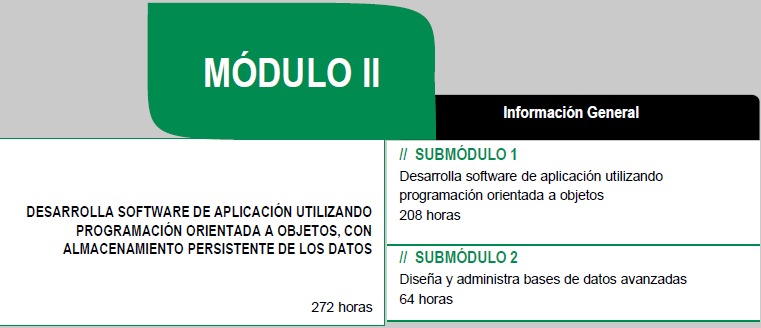 MÓDULO II
Información General
DESARROLLA SOFTWARE DE APLICACIÓN UTILIZANDO
PROGRAMACIÓN ORIENTADA A OBJETOS, CON
ALMACENAMIENTO PERSISTENTE DE LOS DATOS
272 horas
// SUBMÓDULO 1
Desarrolla software de aplicación utilizando
programación orientada a objetos
208 horas
// SUBMÓDULO 2
Diseña y administra bases de datos avanzadas
64 horas